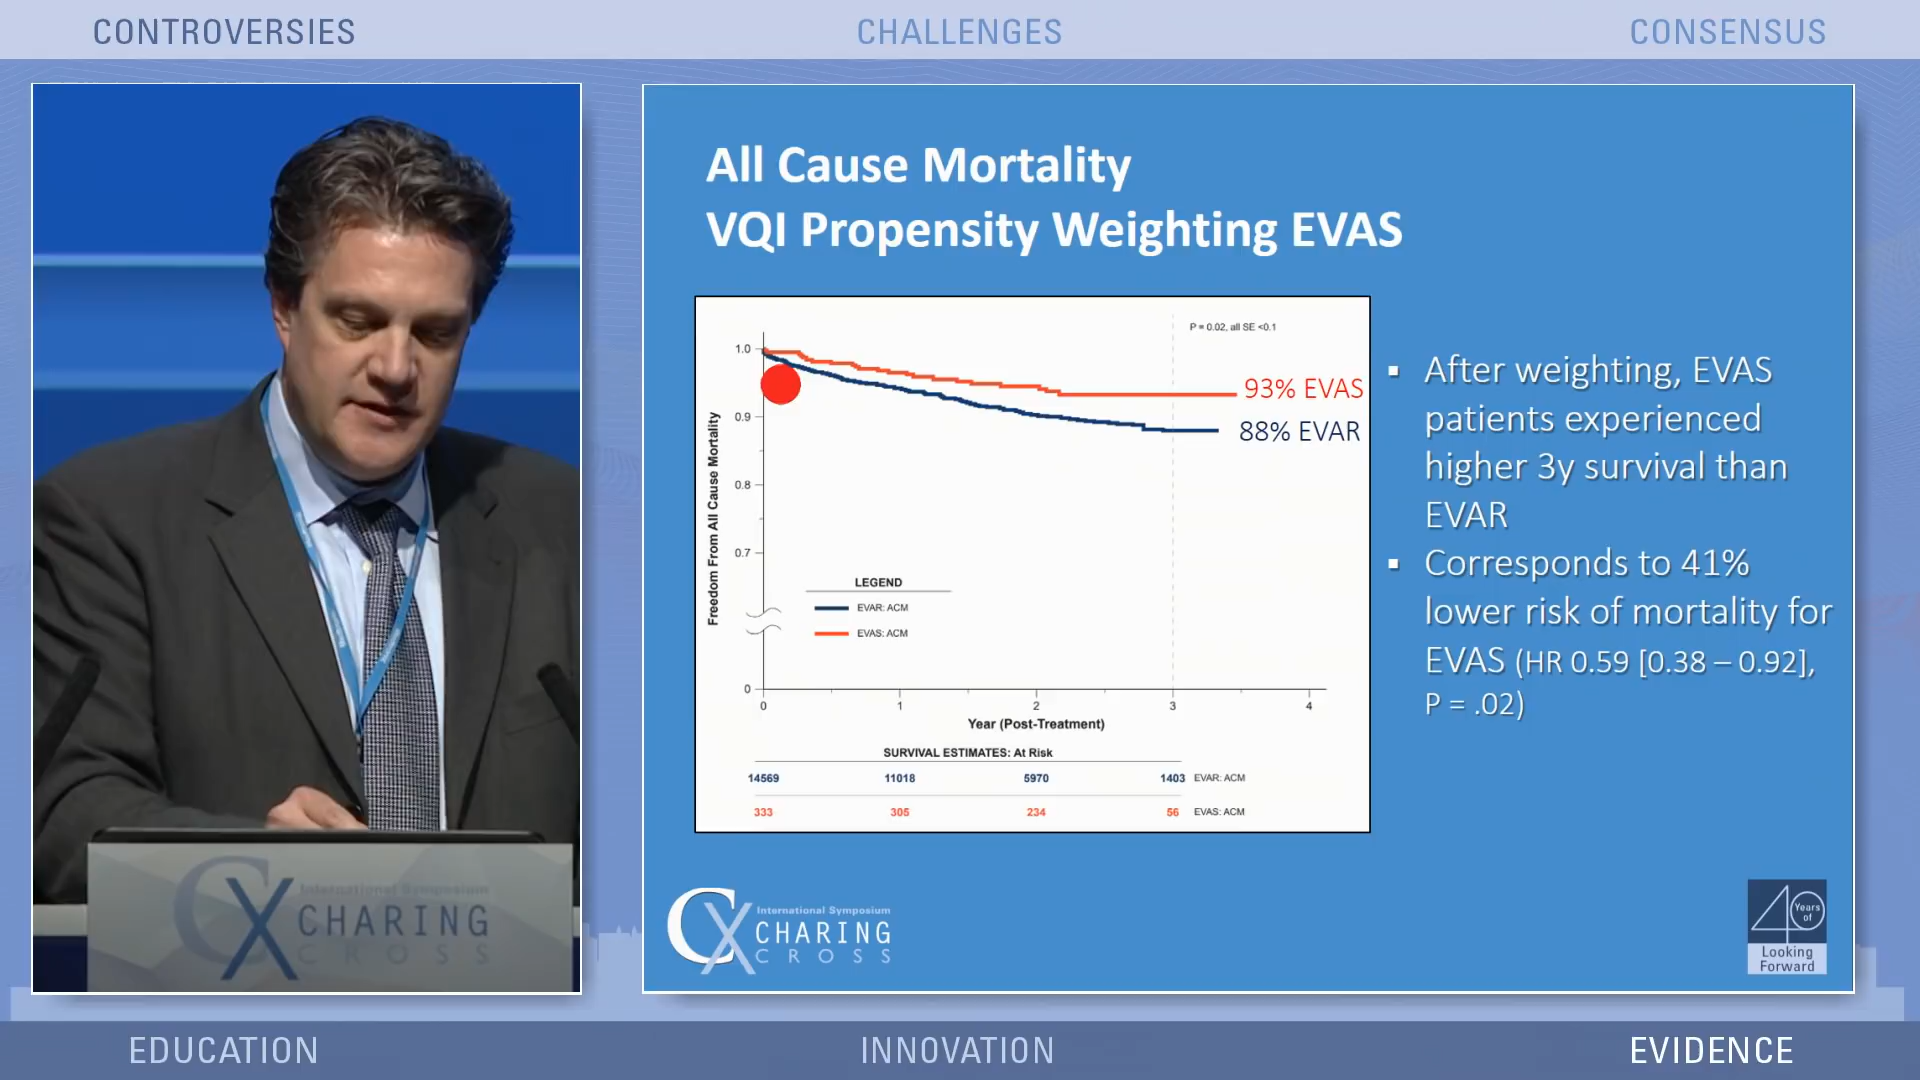 CONTROVERSIES
CHALLENGES
CONSENSUS
All Cause Mortality
VQI Propensity Weighting EVAS
P = 0.02, all SE <0.1
1.0
0.9
0.8
0.7
0
Freedom From All Cause Mortality
93% EVAS
88% EVAR
LEGEND
EVAR: ACM
EVAS: ACM
0 1 2 3 4
Year (Post-Treatment)
SURVIVAL ESTIMATES: At Risk
14569 11018 5970 1403 EVAR: ACM
333 305 234 56 EVAS: ACM
▪ After weighting, EVAS
patients experienced
higher 3y survival than
EVAR
▪ Corresponds to 41%
lower risk of mortality for
EVAS (HR 0.59 [0.38 – 0.92],
P = .02)
CX
International Symposium
CHARING
CROSS
CX
International Symposium
CHARING
CROSS
40
Years
of
Looking
Forward
EDUCATION
INNOVATION
EVIDENCE